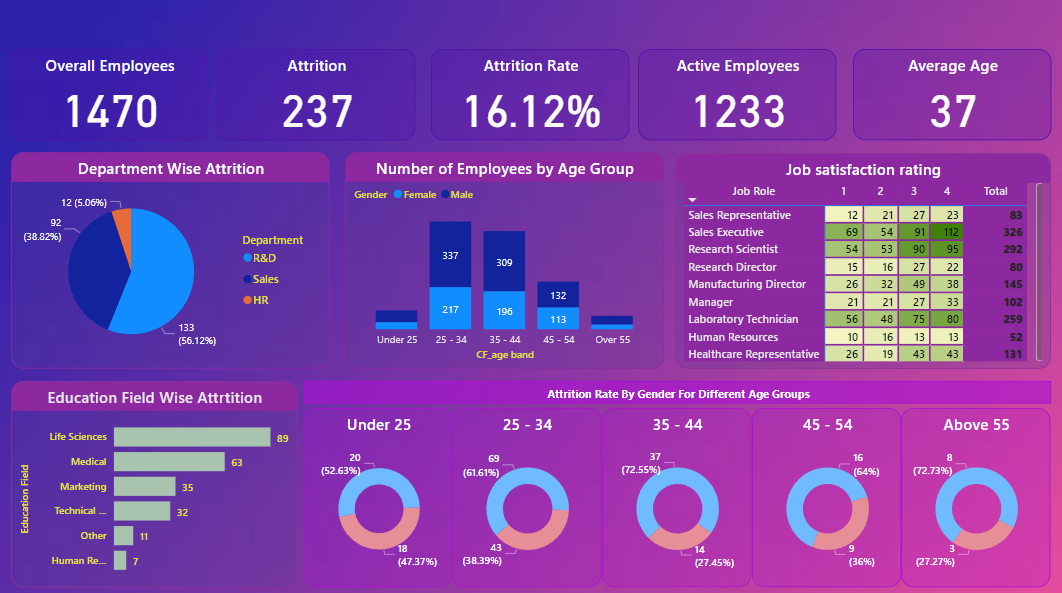 Overall Employees
1470
Attrition
237
Attrition Rate
16.12%
Active Employees
1233
Average Age
37
Department Wise Attrition
12 (5.06%)
92
(38.82%)
133
(56.12%)
Department
R&D
Sales
HR
Number of Employees by Age Group
Gender Female Male
337
217
309
196
132
113
Under 25 25 - 34 35 - 44 45 - 54 Over 55
CF_age band
Job satisfaction rating
Job Role 1 2 3 4 Total
Sales Representative 12 21 27 23 83
Sales Executive 69 54 91 112 326
Research Scientist 54 53 90 95 292
Research Director 15 16 27 22 80
Manufacturing Director 26 32 49 38 145
Manager 21 21 27 33 102
Laboratory Technician 56 48 75 80 259
Human Resources 10 16 13 13 52
Healthcare Representative 26 19 43 43 131
Education Field Wise Attrtition
Education Field
Life Sciences 89
Medical 63
Marketing 35
Technical ... 32
Other 11
Human Re... 7
Attrition Rate By Gender For Different Age Groups
Under 25
20
(52.63%)
18
(47.37%)
25 - 34
69
(61.61%)
43
(38.39%)
35 - 44
37
(72.55%)
14
(27.45%)
45 - 54
16
(64%)
9
(36%)
Above 55
8
(72.73%)
3
(27.27%)